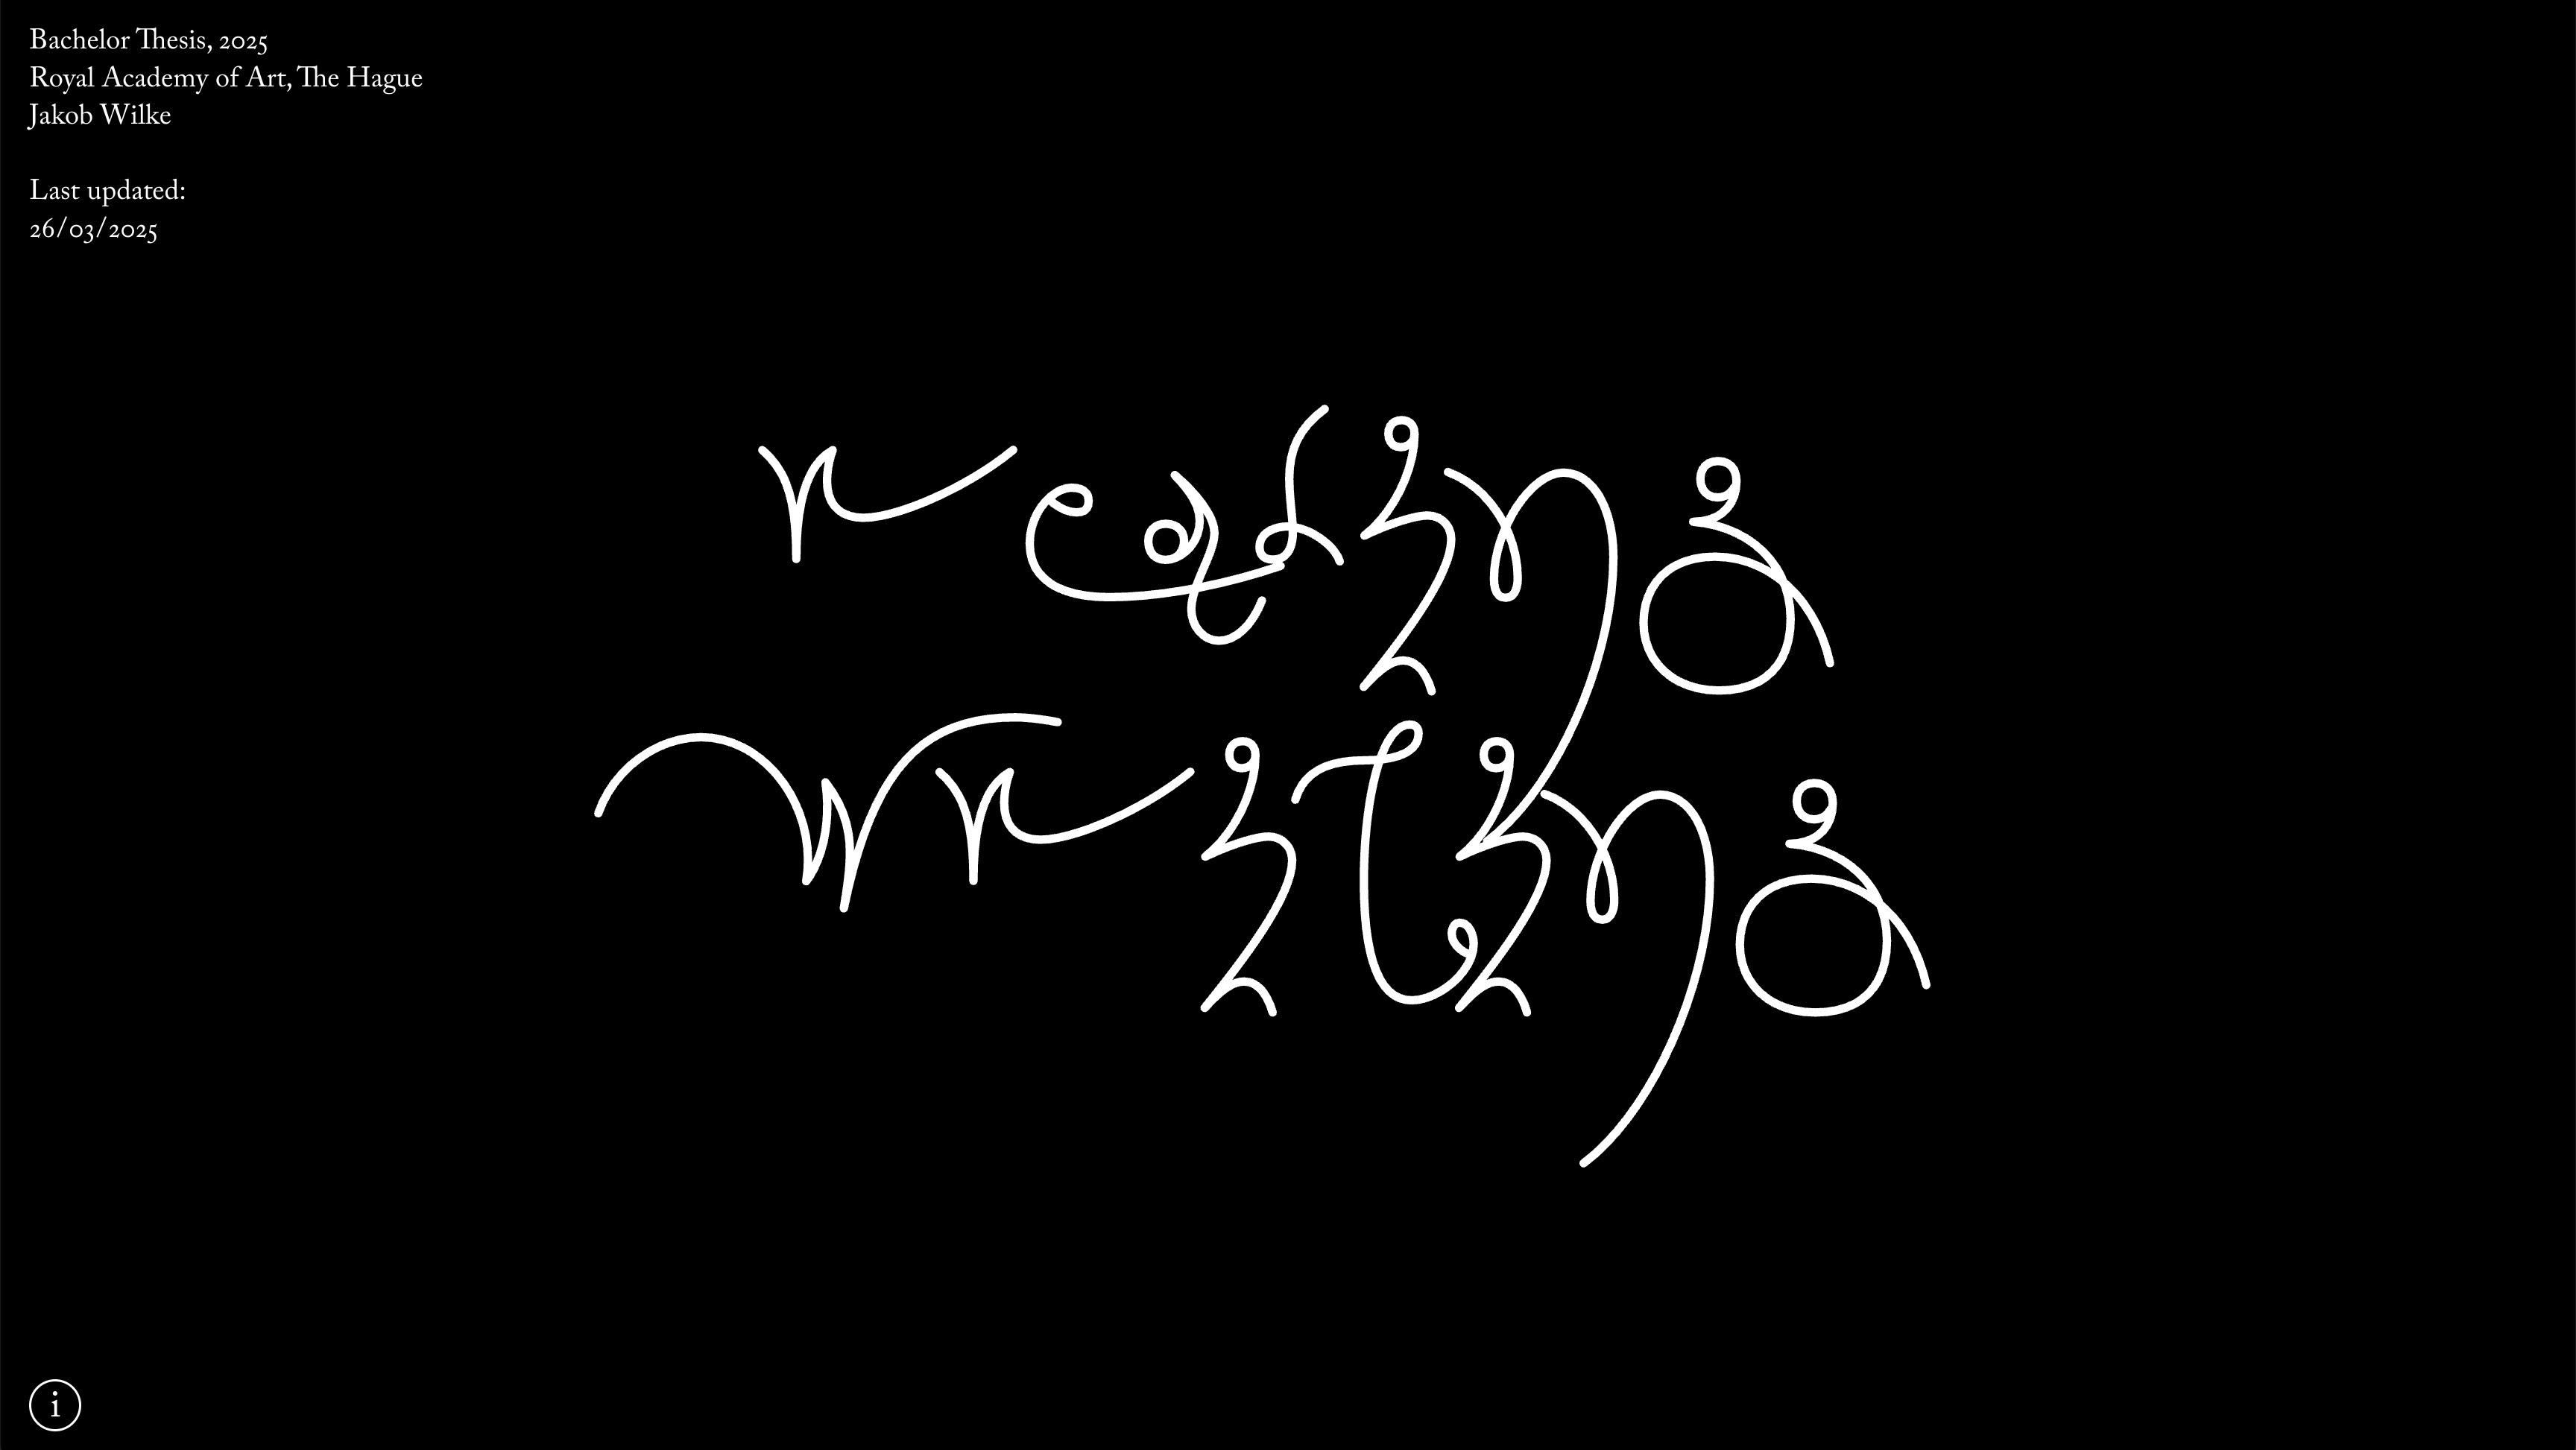 Bachelor Thesis, 2025
Royal Academy of Art, The Hague
Jakob Wilke
Last updated:
26/03/2025
reading
writing
i